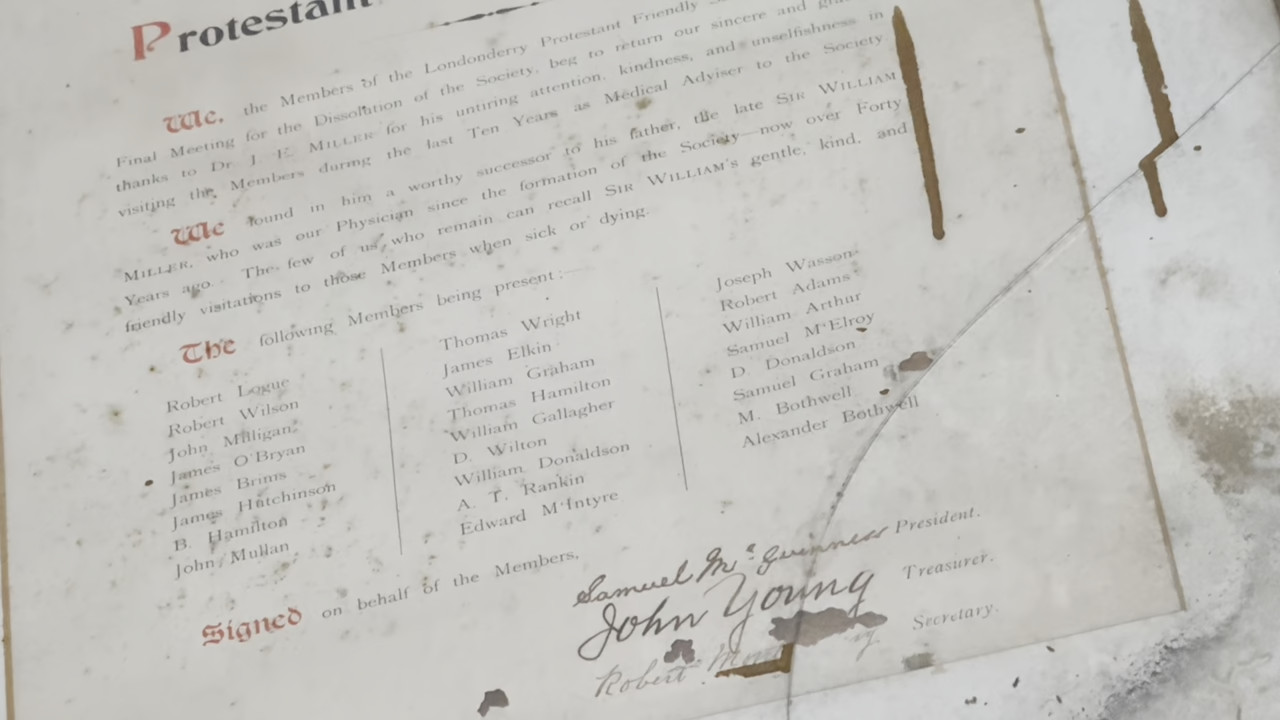 Protestant
We, the Members of the Londonderry Protestant Friendly
Final Meeting for the Dissolution of the Society, beg to return our sincere and
thanks to Dr. J. E. MILLER for his untiring attention, kindness, and unselfishness in
visiting the Members during the last Ten Years as Medical Adviser to the Society.
We found in him a worthy successor to his father, the late SIR WILLIAM
MILLER, who was our Physician since the formation of the Society—now over Forty
Years ago. The few of us who remain can recall SIR WILLIAM'S gentle, kind, and
friendly visitations to those Members when sick or dying.
The following Members being present:—
Robert Logue
Robert Wilson
John Milligan
James O'Bryan
James Brims
James Hutchinson
B. Hamilton
John Mullan
Thomas Wright
James Elkin
William Graham
Thomas Hamilton
William Gallagher
D. Wilton
William Donaldson
A. T. Rankin
Edward M'Intyre
Joseph Wasson
Robert Adams
William Arthur
Samuel M'Elroy
D. Donaldson
Samuel Graham
M. Bothwell
Alexander Bothwell
Signed on behalf of the Members,
Samuel McGuinness President.
John Young Treasurer.
Robert Secretary.